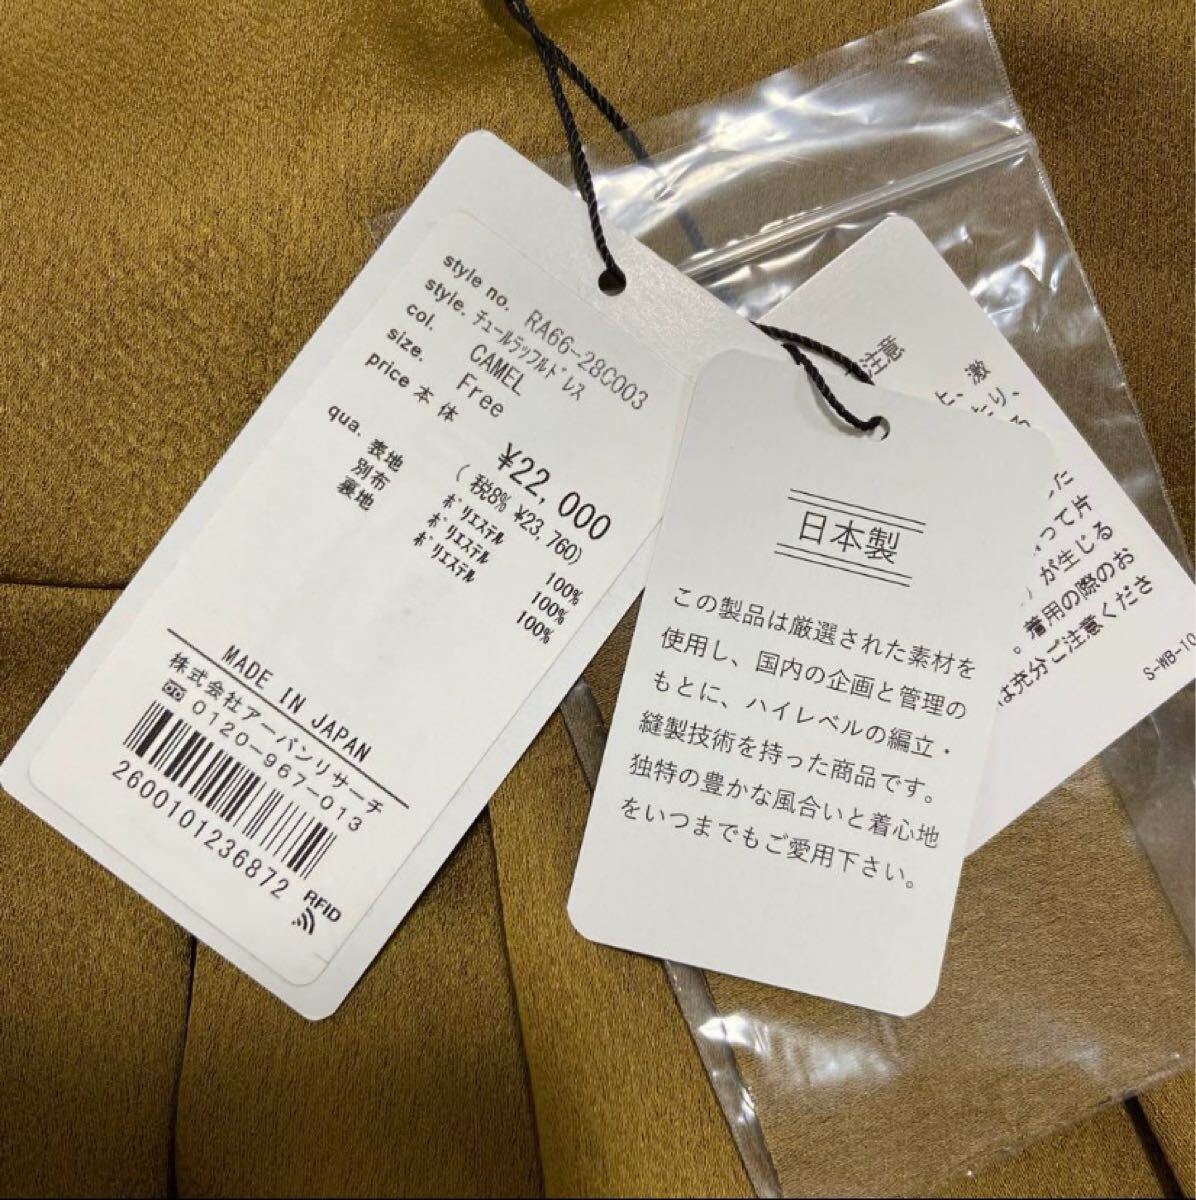 style no. RA66-28C003
style. チュールラッフルドレス
col. CAMEL
size. Free
price 本体 ¥22,000
(税8% ¥23,760)
qua. 表地 ポリエステル 100%
別布 ポリエステル 100%
裏地 ポリエステル 100%
MADE IN JAPAN
株式会社アーバンリサーチ
0120-967-013
2600101236872
RFID
日本製
この製品は厳選された素材を
使用し、国内の企画と管理の
もとに、ハイレベルの編立・
縫製技術を持った商品です。
独特の豊かな風合いと着心地
をいつまでもご愛用下さい。
、激
り、
した
って片
が生じる
。着用の際のお
は充分ご注意くださ
S-WB-10